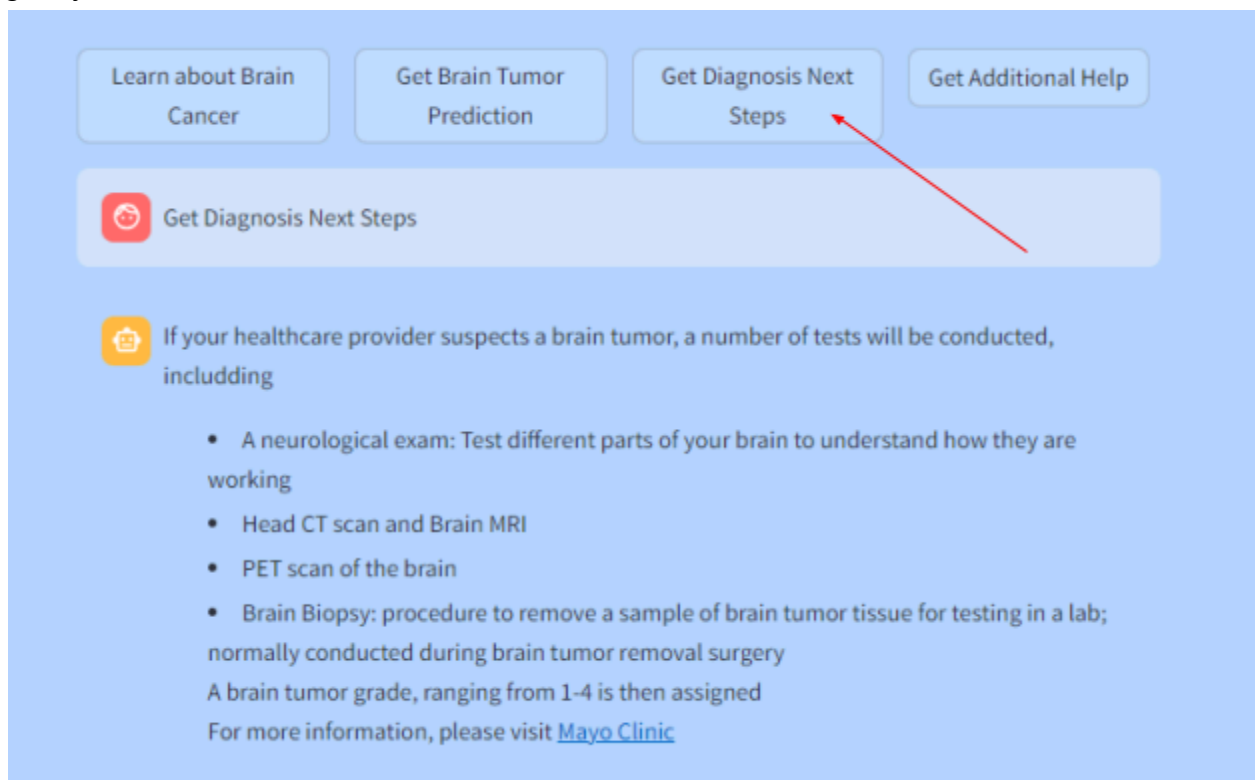 Learn about Brain
Cancer
Get Brain Tumor
Prediction
Get Diagnosis Next
Steps
Get Additional Help
Get Diagnosis Next Steps
If your healthcare provider suspects a brain tumor, a number of tests will be conducted,
includding
• A neurological exam: Test different parts of your brain to understand how they are
working
• Head CT scan and Brain MRI
• PET scan of the brain
• Brain Biopsy: procedure to remove a sample of brain tumor tissue for testing in a lab;
normally conducted during brain tumor removal surgery
A brain tumor grade, ranging from 1-4 is then assigned
For more information, please visit Mayo Clinic